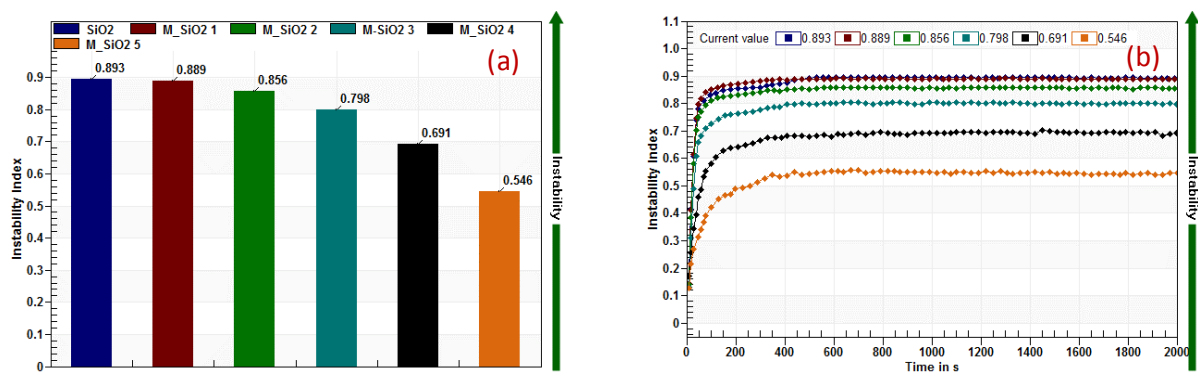 SiO2 M_SiO2 1 M_SiO2 2 M-SiO2 3 M_SiO2 4
M_SiO2 5
(a)
Instability Index
0.9
0.8
0.7
0.6
0.5
0.4
0.3
0.2
0.1
0
0.893
0.889
0.856
0.798
0.691
0.546
Instability
(b)
Current value 0.893 0.889 0.856 0.798 0.691 0.546
Instability Index
1.1
1.0
0.9
0.8
0.7
0.6
0.5
0.4
0.3
0.2
0.1
0
0 200 400 600 800 1000 1200 1400 1600 1800 2000
Time in s
Instability